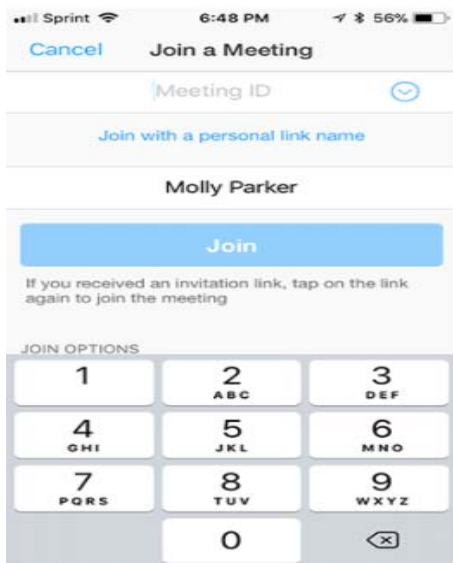 Sprint 6:48 PM 56%
Cancel Join a Meeting
Meeting ID
Join with a personal link name
Molly Parker
Join
If you received an invitation link, tap on the link
again to join the meeting
JOIN OPTIONS
1 2 3
ABC DEF
4 5 6
GHI JKL MNO
7 8 9
PQRS TUV WXYZ
0